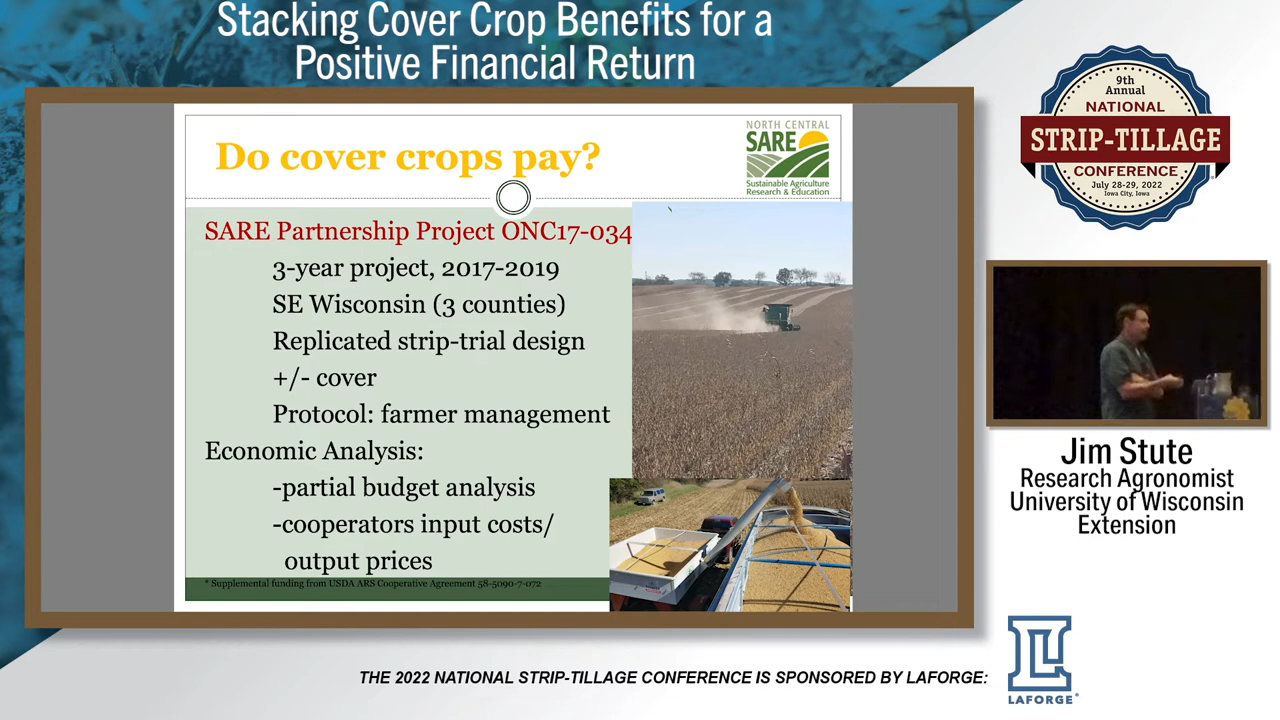 Stacking Cover Crop Benefits for a
Positive Financial Return
Do cover crops pay?
NORTH CENTRAL
SARE
Sustainable Agriculture
Research & Education
SARE Partnership Project ONC17-034
3-year project, 2017-2019
SE Wisconsin (3 counties)
Replicated strip-trial design
+/- cover
Protocol: farmer management
Economic Analysis:
-partial budget analysis
-cooperators input costs/
output prices
* Supplemental funding from USDA ARS Cooperative Agreement 58-5090-7-072
9th
Annual
NATIONAL
STRIP-TILLAGE
CONFERENCE
July 28-29, 2022
Iowa City, Iowa
Jim Stute
Research Agronomist
University of Wisconsin
Extension
THE 2022 NATIONAL STRIP-TILLAGE CONFERENCE IS SPONSORED BY LAFORGE:
LAFORGE